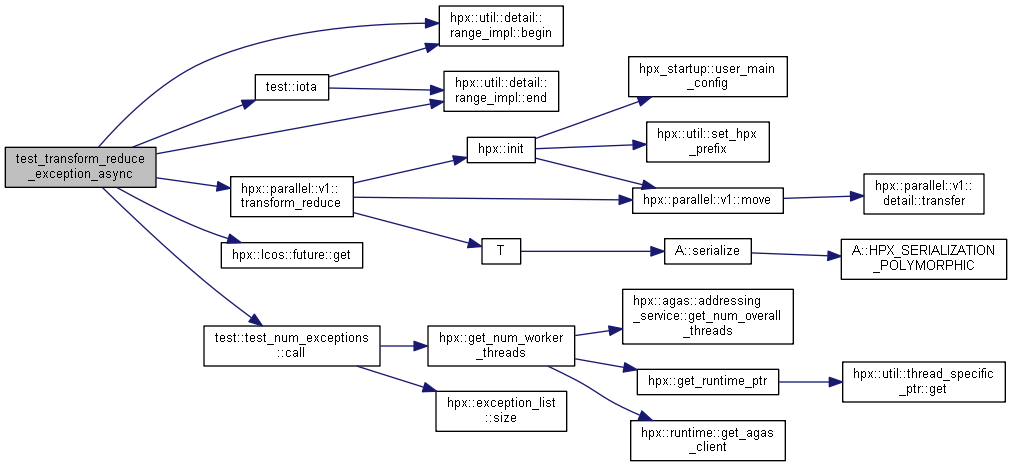 hpx::util::detail::
range_impl::begin
hpx_startup::user_main
_config
test::iota
hpx::util::detail::
range_impl::end
hpx::util::set_hpx
_prefix
hpx::init
test_transform_reduce
_exception_async
hpx::parallel::v1::
transform_reduce
hpx::parallel::v1::move
hpx::parallel::v1::
detail::transfer
hpx::lcos::future::get
T
A::serialize
A::HPX_SERIALIZATION
_POLYMORPHIC
hpx::agas::addressing
_service::get_num_overall
_threads
test::test_num_exceptions
::call
hpx::get_num_worker
_threads
hpx::get_runtime_ptr
hpx::util::thread_specific
_ptr::get
hpx::exception_list
::size
hpx::runtime::get_agas
_client